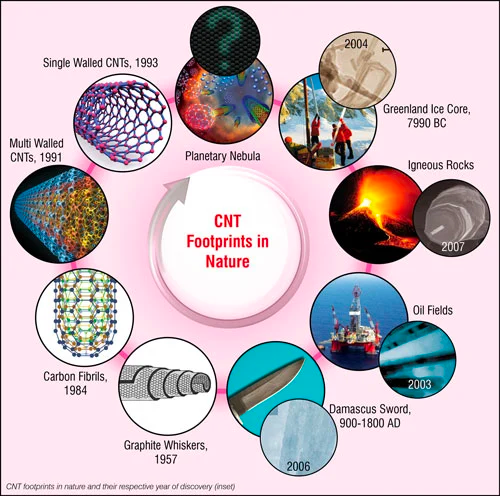 CNT
Footprints in
Nature
?
Planetary Nebula
2004
Greenland Ice Core,
7990 BC
Igneous Rocks
2007
Oil Fields
2003
Damascus Sword,
900-1800 AD
2006
Graphite Whiskers,
1957
Carbon Fibrils,
1984
Multi Walled
CNTs, 1991
Single Walled CNTs, 1993
CNT footprints in nature and their respective year of discovery (inset)